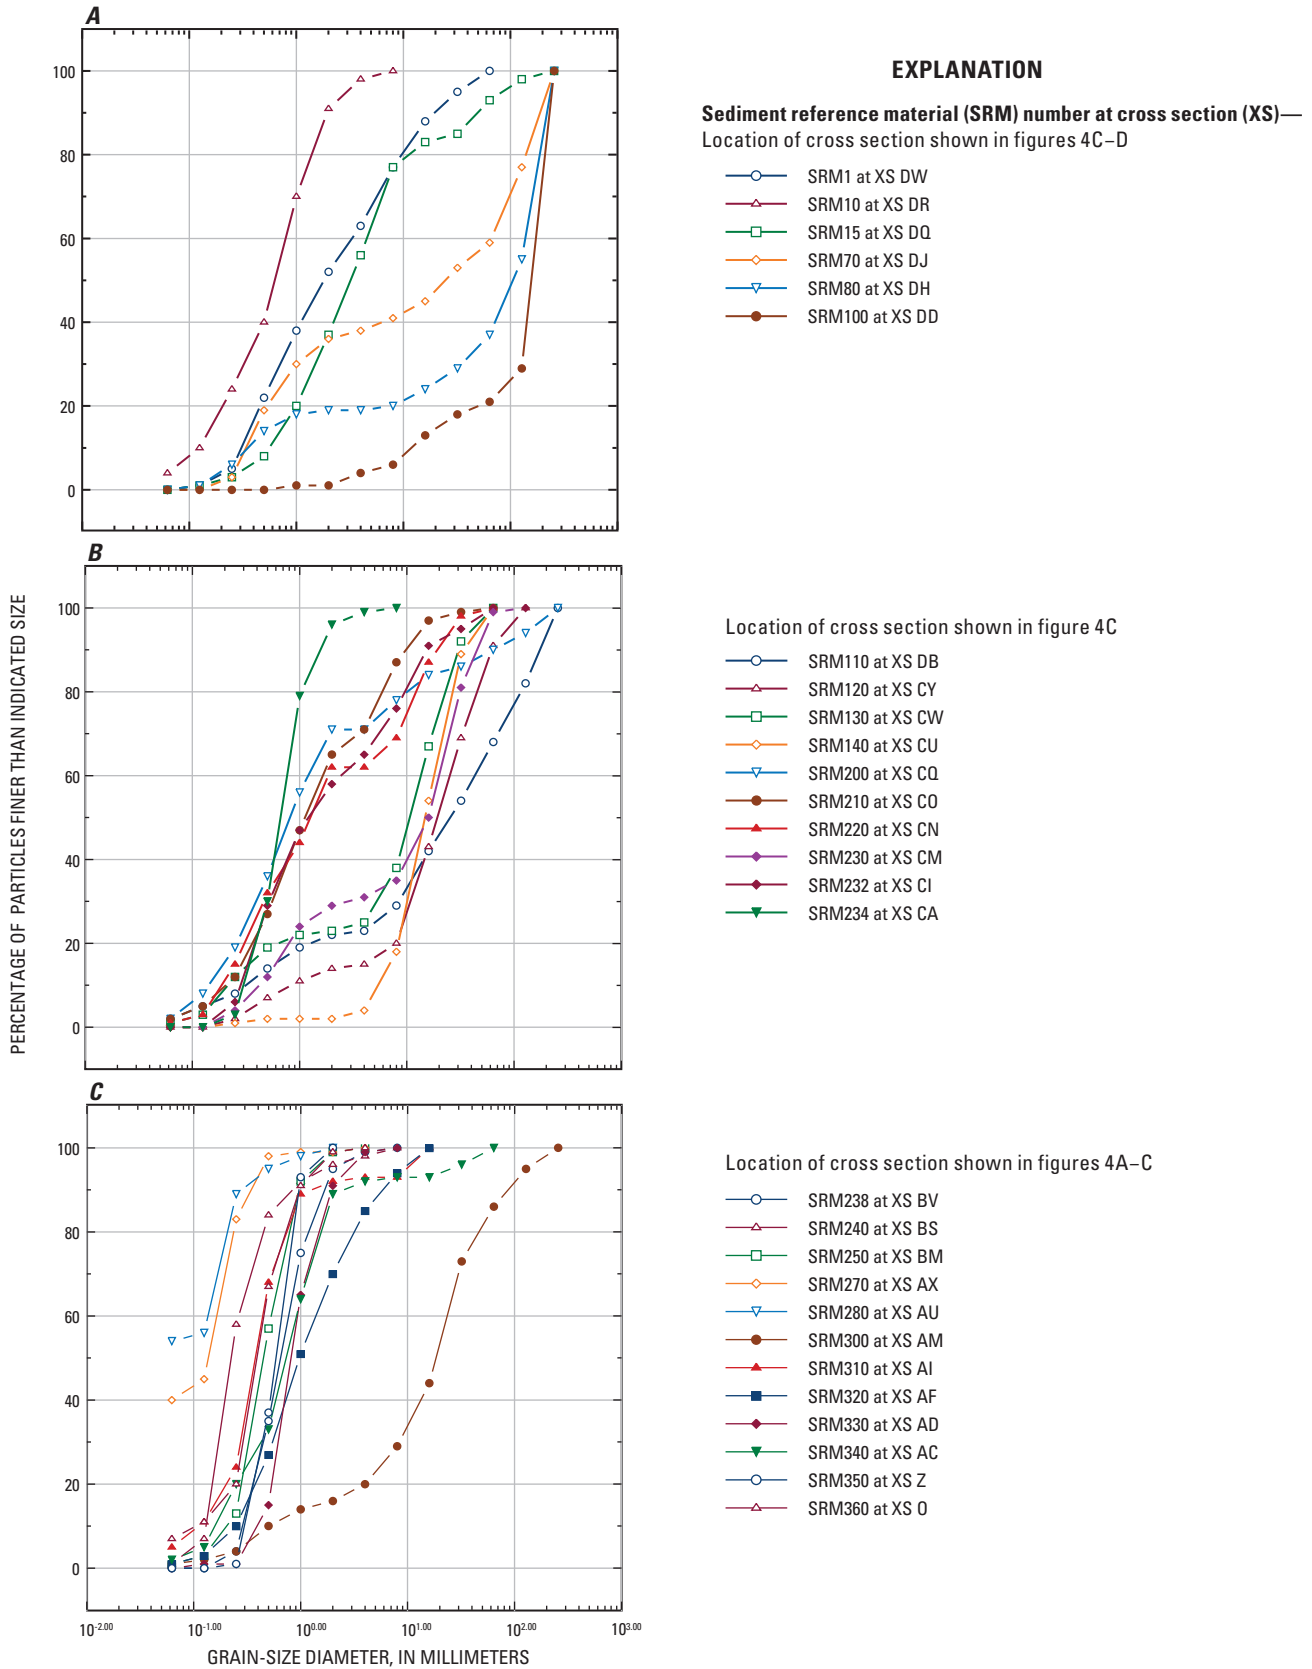 A
100
80
60
40
20
0
EXPLANATION
Sediment reference material (SRM) number at cross section (XS)—
Location of cross section shown in figures 4C–D
SRM1 at XS DW
SRM10 at XS DR
SRM15 at XS DQ
SRM70 at XS DJ
SRM80 at XS DH
SRM100 at XS DD
PERCENTAGE OF PARTICLES FINER THAN INDICATED SIZE
B
100
80
60
40
20
0
Location of cross section shown in figure 4C
SRM110 at XS DB
SRM120 at XS CY
SRM130 at XS CW
SRM140 at XS CU
SRM200 at XS CQ
SRM210 at XS CO
SRM220 at XS CN
SRM230 at XS CM
SRM232 at XS CI
SRM234 at XS CA
C
100
80
60
40
20
0
10-2.00 10-1.00 100.00 101.00 102.00 103.00
GRAIN-SIZE DIAMETER, IN MILLIMETERS
Location of cross section shown in figures 4A–C
SRM238 at XS BV
SRM240 at XS BS
SRM250 at XS BM
SRM270 at XS AX
SRM280 at XS AU
SRM300 at XS AM
SRM310 at XS AI
SRM320 at XS AF
SRM330 at XS AD
SRM340 at XS AC
SRM350 at XS Z
SRM360 at XS O